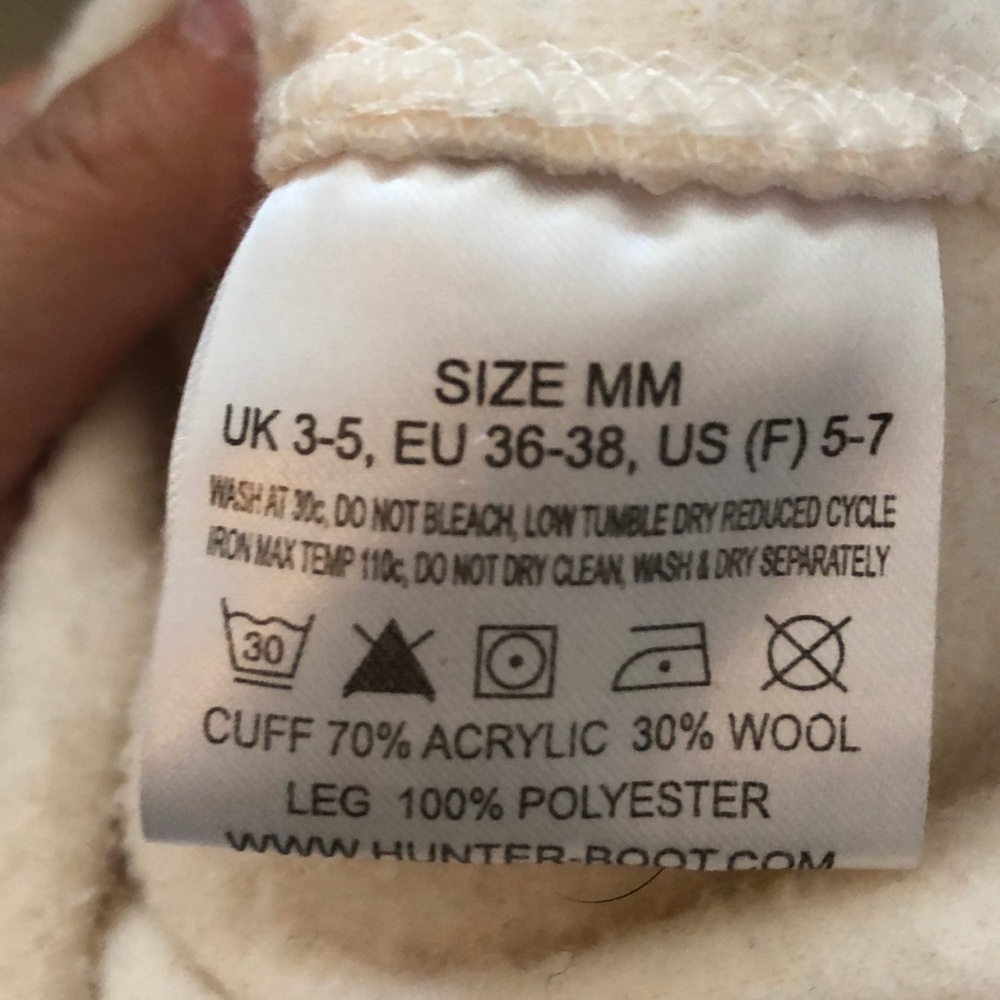 SIZE MM
UK 3-5, EU 36-38, US (F) 5-7
WASH AT 30c, DO NOT BLEACH, LOW TUMBLE DRY REDUCED CYCLE
IRON MAX TEMP 110c, DO NOT DRY CLEAN, WASH & DRY SEPARATELY
30
CUFF 70% ACRYLIC 30% WOOL
LEG 100% POLYESTER
WWW.HUNTER-BOOT.COM